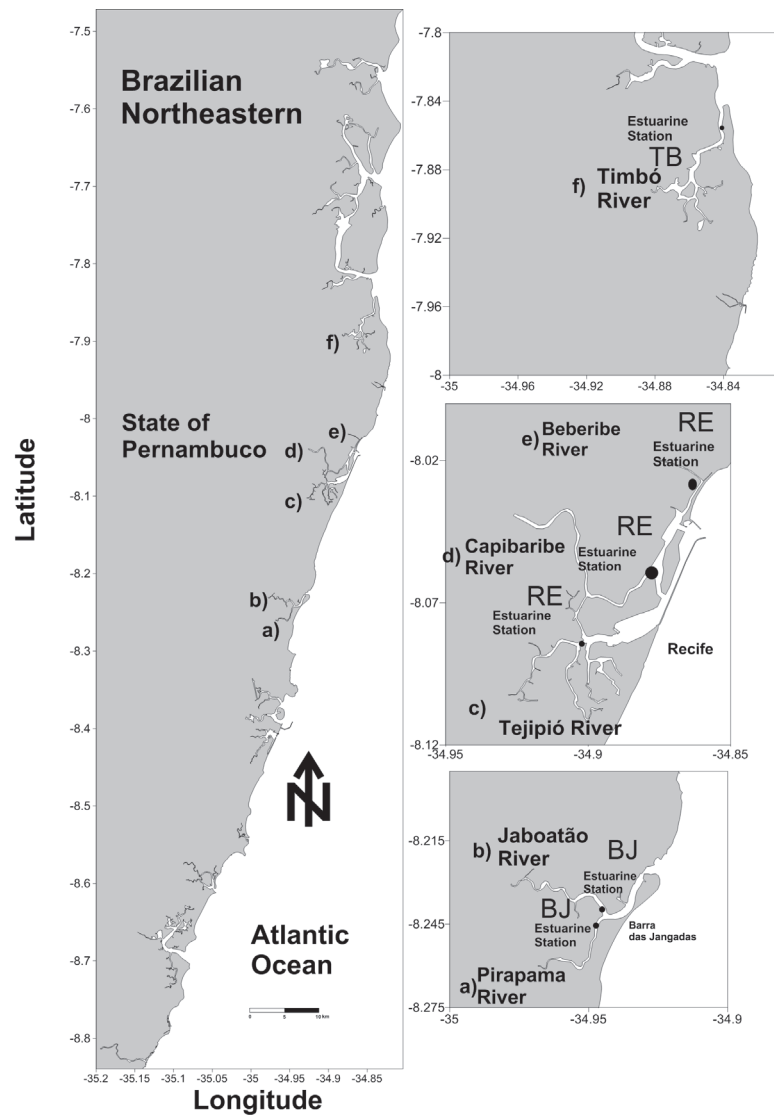 -7.5
-7.6
-7.7
-7.8
-7.9
-8
-8.1
-8.2
-8.3
-8.4
-8.5
-8.6
-8.7
-8.8
Latitude
Brazilian
Northeastern
f)
State of
Pernambuco
e)
d)
c)
b)
a)
N
Atlantic
Ocean
0 5 10 km
-35.2 -35.15 -35.1 -35.05 -35 -34.95 -34.9 -34.85
Longitude
-7.8
-7.84
-7.88
-7.92
-7.96
-8
Estuarine
Station
TB
f) Timbó
River
-35 -34.96 -34.92 -34.88 -34.84
-8.02
-8.07
-8.12
RE
e) Beberibe
River
Estuarine
Station
RE
d) Capibaribe
River
Estuarine
Station
RE
Estuarine
Station
Recife
c)
Tejipió River
-34.95 -34.9 -34.85
-8.215
-8.245
-8.275
b) Jaboatão
River
BJ
Estuarine
Station
BJ
Estuarine
Station
Barra
das Jangadas
a) Pirapama
River
-35 -34.95 -34.9